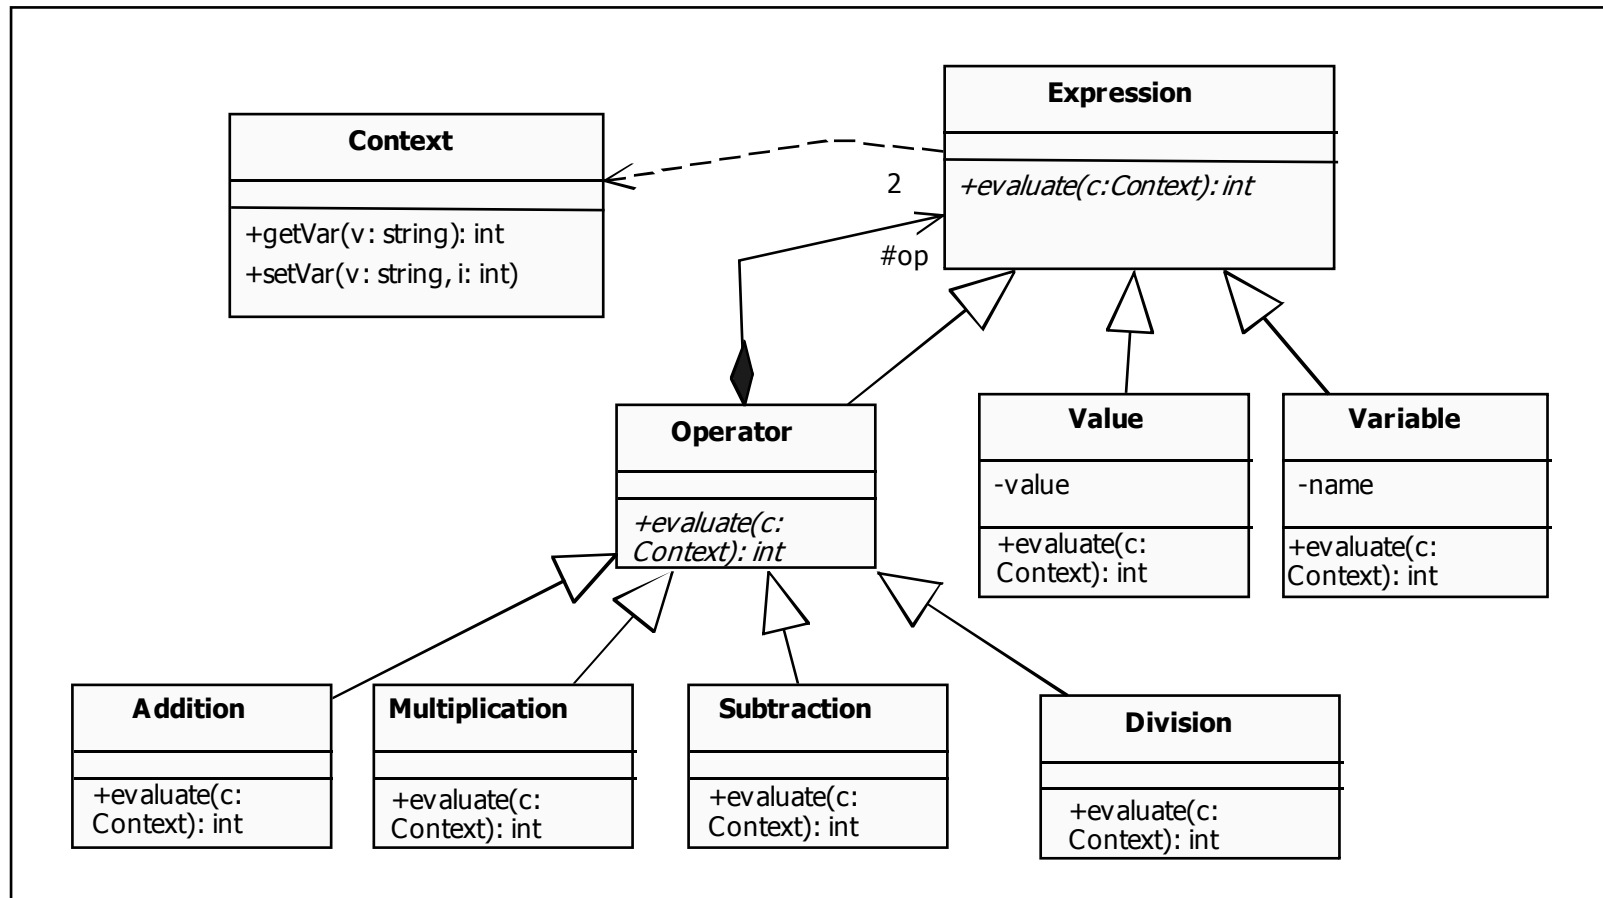 Expression
+evaluate(c:Context): int
Context
+getVar(v: string): int
+setVar(v: string, i: int)
2
#op
Operator
+evaluate(c:
Context): int
Value
-value
+evaluate(c:
Context): int
Variable
-name
+evaluate(c:
Context): int
Addition
+evaluate(c:
Context): int
Multiplication
+evaluate(c:
Context): int
Subtraction
+evaluate(c:
Context): int
Division
+evaluate(c:
Context): int